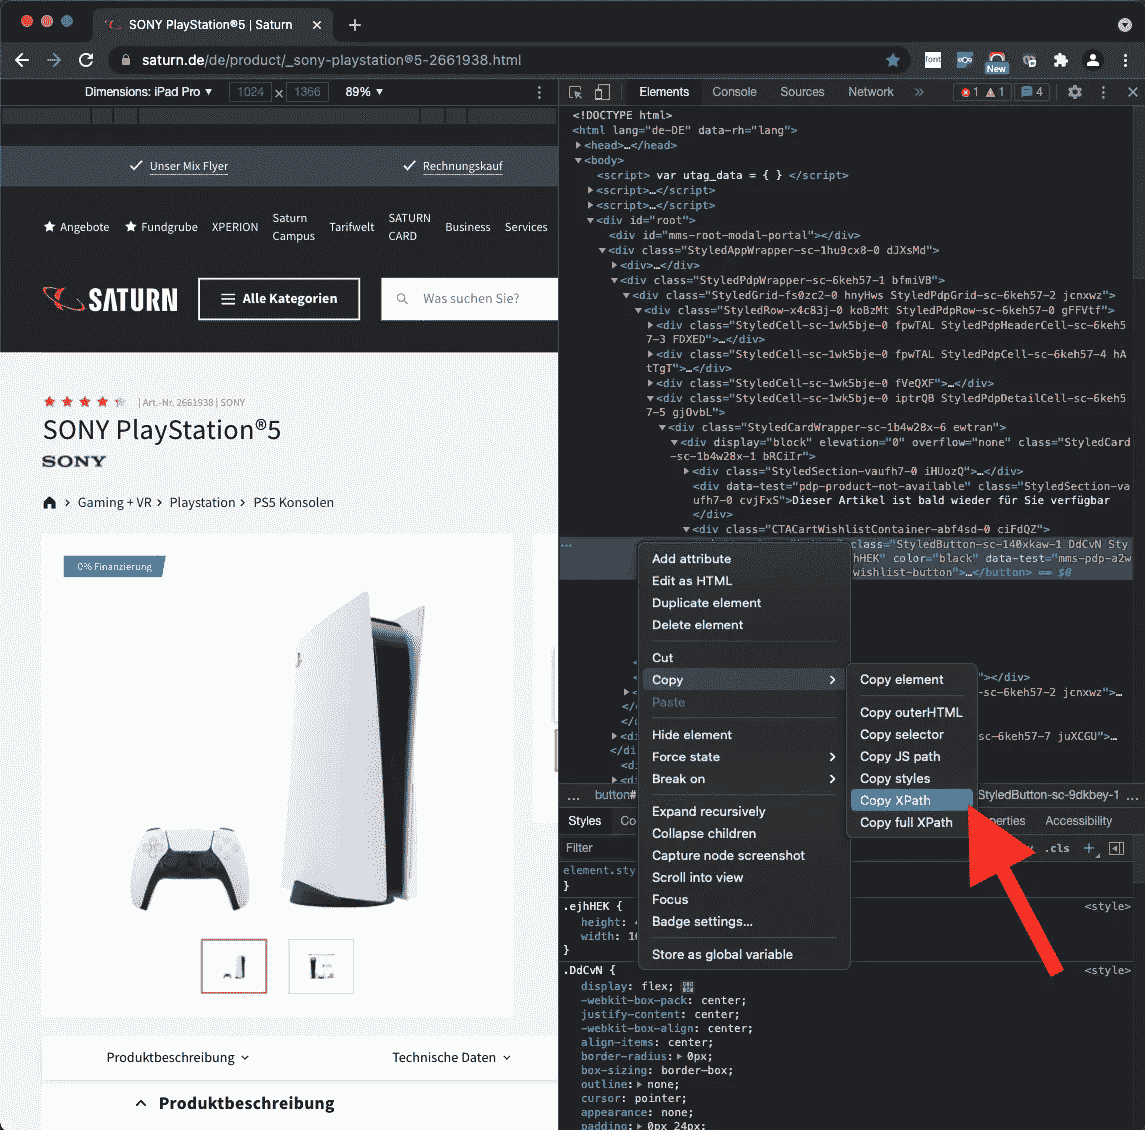 SONY PlayStation®5 | Saturn
saturn.de/de/product/_sony-playstation®5-2661938.html
font
New
Dimensions: iPad Pro ▼ 1024 × 1366 89% ▼
Unser Mix Flyer
Rechnungskauf
Angebote
Fundgrube
XPERION
Saturn
Campus
Tarifwelt
SATURN
CARD
Business
Services
SATURN
Alle Kategorien
Was suchen Sie?
| Art.-Nr. 2661938 | SONY
SONY PlayStation®5
SONY
Gaming + VR > Playstation > PS5 Konsolen
0% Finanzierung
Produktbeschreibung
Technische Daten
Produktbeschreibung
Elements Console Sources Network » 1 1 4
<!DOCTYPE html>
<html lang="de-DE" data-rh="lang">
<head>…</head>
<body>
<script> var utag_data = { } </script>
<script>…</script>
<script>…</script>
<div id="root">
<div id="mms-root-modal-portal"></div>
<div class="StyledAppWrapper-sc-1hu9cx8-0 dJXsMd">
<div>…</div>
<div class="StyledPdpWrapper-sc-6keh57-1 bfmiVB">
<div class="StyledGrid-fs0zc2-0 hnyHws StyledPdpGrid-sc-6keh57-2 jcnxwz">
<div class="StyledRow-x4c83j-0 koBzMt StyledPdpRow-sc-6keh57-0 gFFVtf">
<div class="StyledCell-sc-1wk5bje-0 fpwTAL StyledPdpHeaderCell-sc-6keh5
7-3 FDXED">…</div>
<div class="StyledCell-sc-1wk5bje-0 fpwTAL StyledPdpCell-sc-6keh57-4 hA
tTgT">…</div>
<div class="StyledCell-sc-1wk5bje-0 fVeQXF">…</div>
<div class="StyledCell-sc-1wk5bje-0 iptrQB StyledPdpDetailCell-sc-6keh5
7-5 gjOvbL">
<div class="StyledCardWrapper-sc-1b4w28x-6 ewtran">
<div display="block" elevation="0" overflow="none" class="StyledCard
-sc-1b4w28x-1 bRCiIr">
<div class="StyledSection-vaufh7-0 iHUozQ">…</div>
<div data-test="pdp-product-not-available" class="StyledSection-va
ufh7-0 cvjFxS">Dieser Artikel ist bald wieder für Sie verfügbar
</div>
<div class="CTACartWishlistContainer-abf4sd-0 ciFdQZ">
class="StyledButton-sc-140xkaw-1 DdCvN Sty
hHEK" color="black" data-test="mms-pdp-a2w
wishlist-button">…</button> == $0
"></div>
-sc-6keh57-2 jcnxwz">…
sc-6keh57-7 juXCGU">…
Add attribute
Edit as HTML
Duplicate element
Delete element
Cut
Copy
Paste
Hide element
Force state
Break on
Expand recursively
Collapse children
Capture node screenshot
Scroll into view
Focus
Badge settings…
Store as global variable
Copy element
Copy outerHTML
Copy selector
Copy JS path
Copy styles
Copy XPath
Copy full XPath
… button# StyledButton-sc-9dkbey-1 …
Styles Co perties Accessibility
Filter .cls +
element.sty
}
.ejhHEK { <style>
height:
width:
}
.DdCvN { <style>
display: flex;
-webkit-box-pack: center;
justify-content: center;
-webkit-box-align: center;
align-items: center;
border-radius: 0px;
box-sizing: border-box;
outline: none;
cursor: pointer;
appearance: none;
padding: 0px 24px;